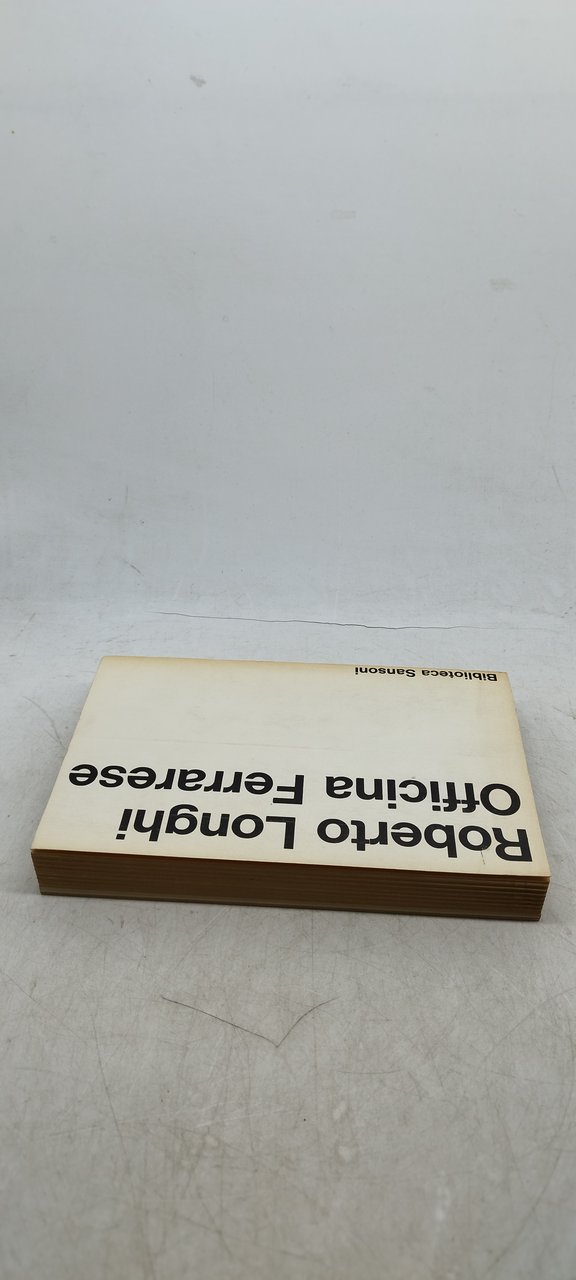 Roberto Longhi
Officina Ferrarese
Biblioteca Sansoni